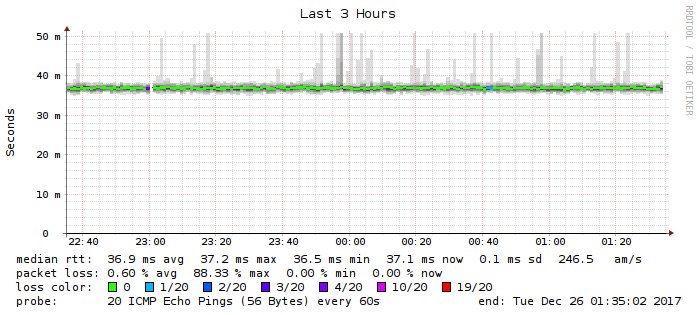 Last 3 Hours
RRDTOOL / TOBI OETIKER
Seconds
50 m
40 m
30 m
20 m
10 m
0
22:40 23:00 23:20 23:40 00:00 00:20 00:40 01:00 01:20
median rtt: 36.9 ms avg 37.2 ms max 36.5 ms min 37.1 ms now 0.1 ms sd 246.5 am/s
packet loss: 0.60 % avg 88.33 % max 0.00 % min 0.00 % now
loss color: 0 1/20 2/20 3/20 4/20 10/20 19/20
probe: 20 ICMP Echo Pings (56 Bytes) every 60s end: Tue Dec 26 01:35:02 2017